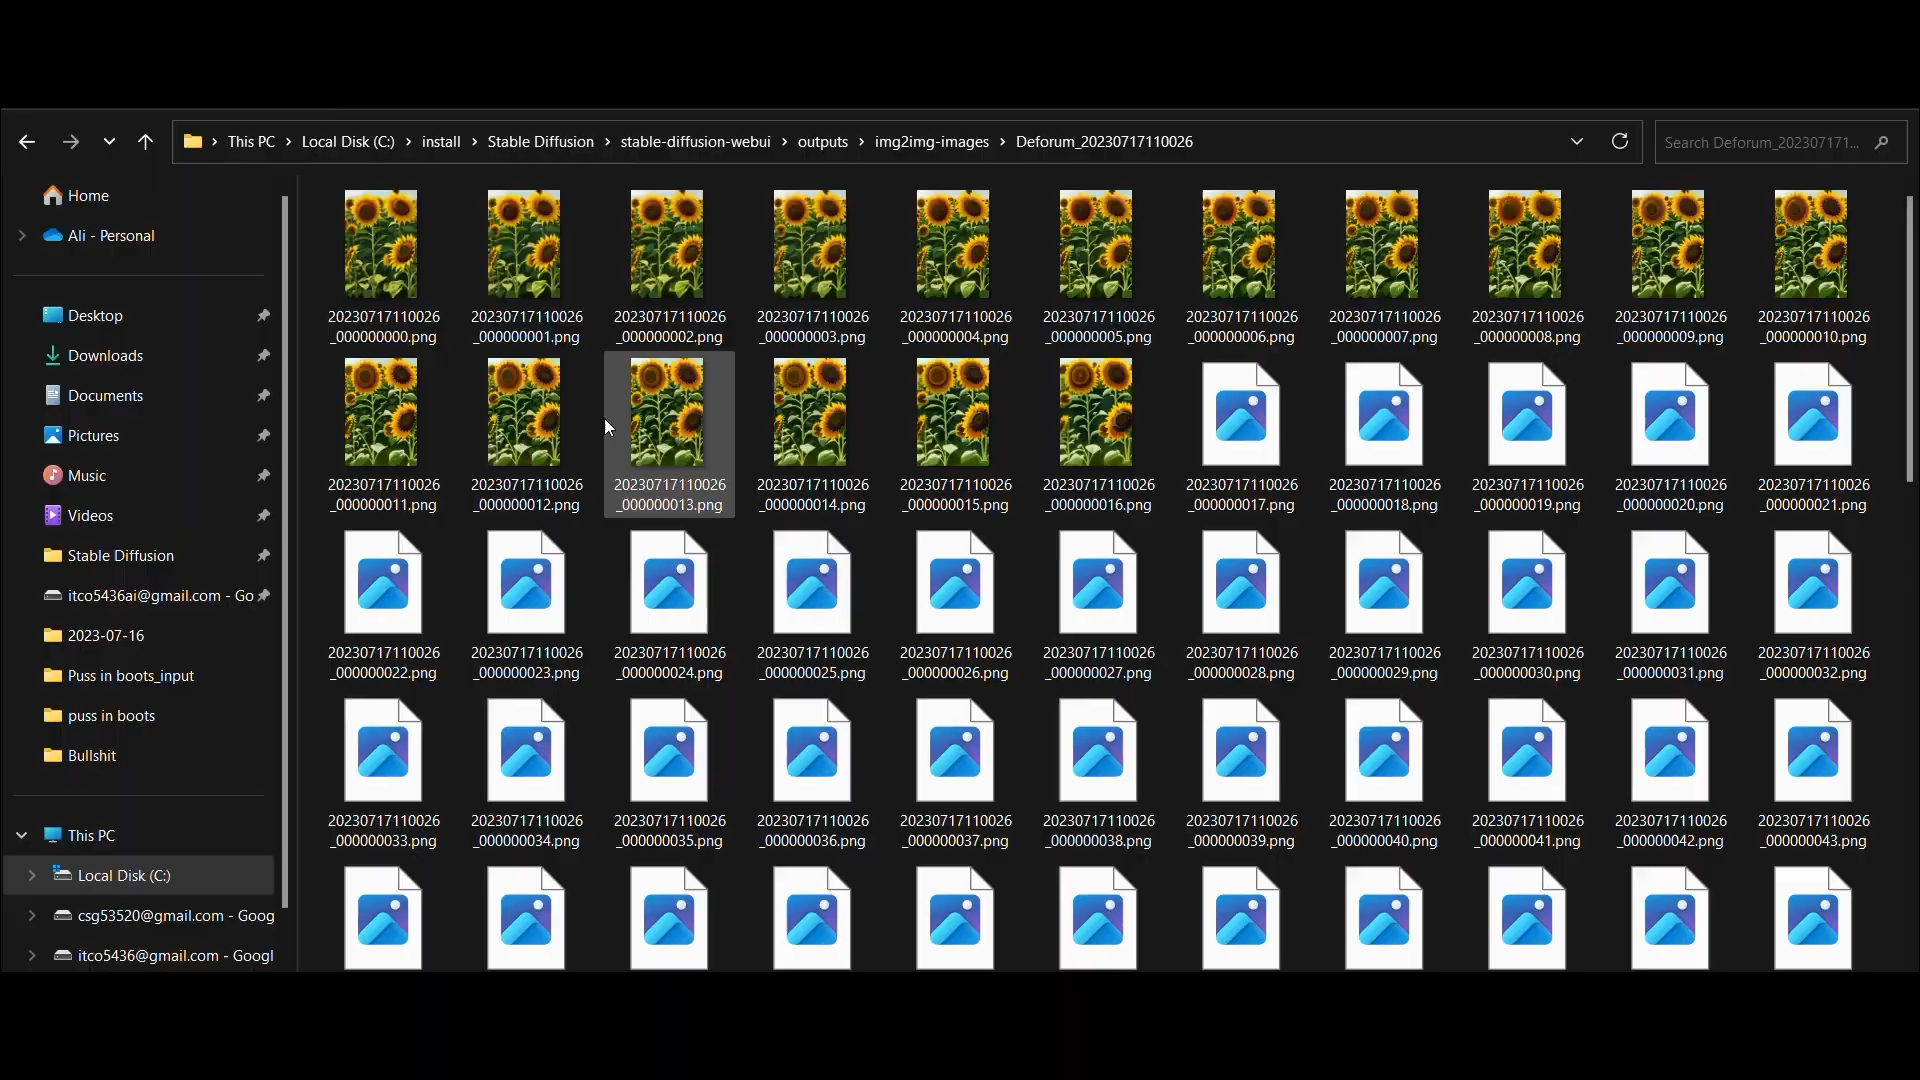 This PC
Local Disk (C:)
install
Stable Diffusion
stable-diffusion-webui
outputs
img2img-images
Deforum_20230717110026
Search Deforum_202307171...
Home
Ali - Personal
Desktop
Downloads
Documents
Pictures
Music
Videos
Stable Diffusion
itco5436ai@gmail.com - Go
2023-07-16
Puss in boots_input
puss in boots
Bullshit
This PC
Local Disk (C:)
csg53520@gmail.com - Goog
itco5436@gmail.com - Googl
20230717110026 20230717110026 20230717110026 20230717110026 20230717110026 20230717110026 20230717110026 20230717110026 20230717110026 20230717110026 20230717110026
_000000000.png _000000001.png _000000002.png _000000003.png _000000004.png _000000005.png _000000006.png _000000007.png _000000008.png _000000009.png _000000010.png
20230717110026 20230717110026 20230717110026 20230717110026 20230717110026 20230717110026 20230717110026 20230717110026 20230717110026 20230717110026 20230717110026
_000000011.png _000000012.png _000000013.png _000000014.png _000000015.png _000000016.png _000000017.png _000000018.png _000000019.png _000000020.png _000000021.png
20230717110026 20230717110026 20230717110026 20230717110026 20230717110026 20230717110026 20230717110026 20230717110026 20230717110026 20230717110026 20230717110026
_000000022.png _000000023.png _000000024.png _000000025.png _000000026.png _000000027.png _000000028.png _000000029.png _000000030.png _000000031.png _000000032.png
20230717110026 20230717110026 20230717110026 20230717110026 20230717110026 20230717110026 20230717110026 20230717110026 20230717110026 20230717110026 20230717110026
_000000033.png _000000034.png _000000035.png _000000036.png _000000037.png _000000038.png _000000039.png _000000040.png _000000041.png _000000042.png _000000043.png